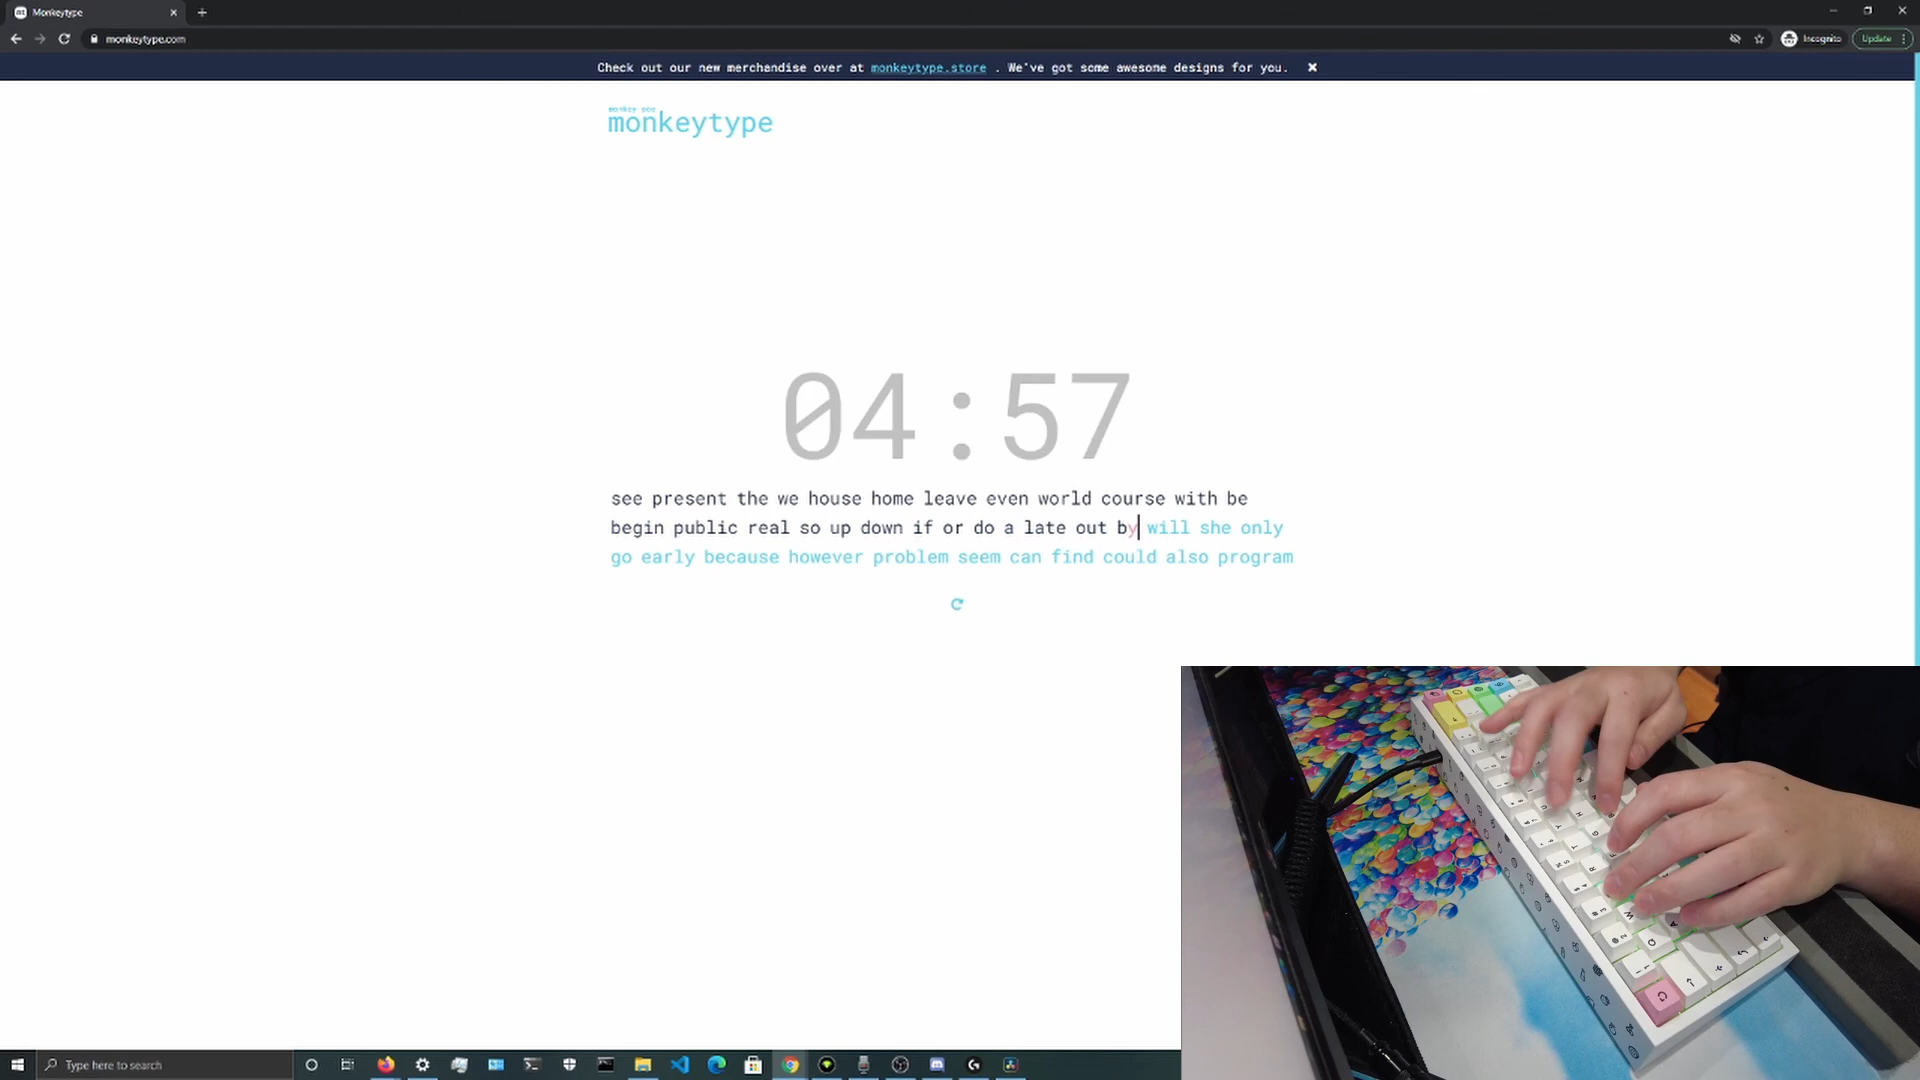 Monkeytype
monkeytype.com
Incognito
Update
Check out our new merchandise over at monkeytype.store . We've got some awesome designs for you.
monkey see
monkeytype
04:57
see present the we house home leave even world course with be
begin public real so up down if or do a late out by will she only
go early because however problem seem can find could also program
Type here to search